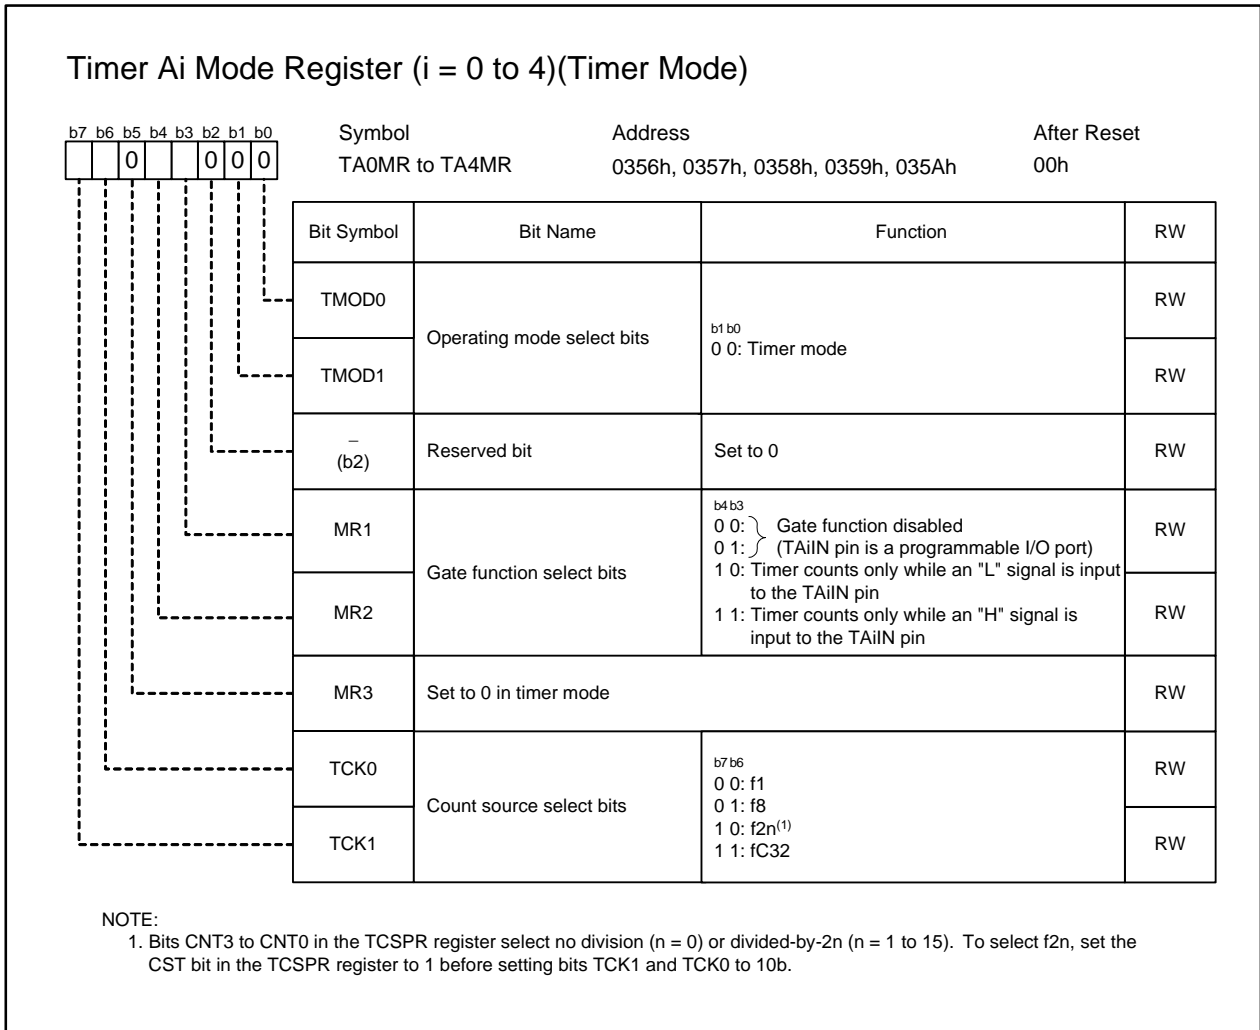 Timer Ai Mode Register (i = 0 to 4)(Timer Mode)
b7 b6 b5 b4 b3 b2 b1 b0
0 0 0 0
Symbol Address After Reset
TA0MR to TA4MR 0356h, 0357h, 0358h, 0359h, 035Ah 00h
Bit Symbol Bit Name Function RW
TMOD0 RW
Operating mode select bits
b1 b0
0 0: Timer mode
TMOD1 RW
–
(b2)
Reserved bit Set to 0 RW
MR1 RW
Gate function select bits
b4 b3
0 0: Gate function disabled
0 1: (TAiIN pin is a programmable I/O port)
1 0: Timer counts only while an "L" signal is input
to the TAiIN pin
1 1: Timer counts only while an "H" signal is
input to the TAiIN pin
MR2 RW
MR3 Set to 0 in timer mode RW
TCK0 RW
Count source select bits
b7 b6
0 0: f1
0 1: f8
1 0: f2n(1)
1 1: fC32
TCK1 RW
NOTE:
1. Bits CNT3 to CNT0 in the TCSPR register select no division (n = 0) or divided-by-2n (n = 1 to 15). To select f2n, set the
CST bit in the TCSPR register to 1 before setting bits TCK1 and TCK0 to 10b.